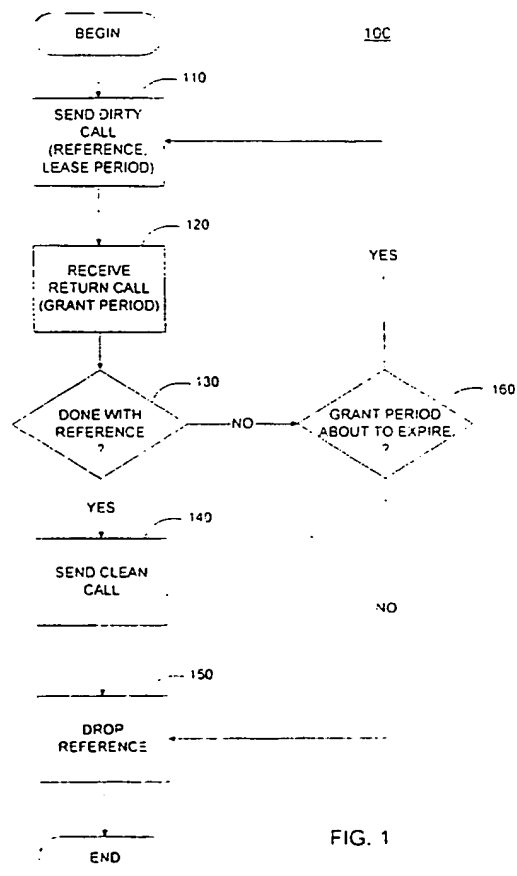 BEGIN
100
110
SEND DIRTY
CALL
(REFERENCE,
LEASE PERIOD)
120
RECEIVE
RETURN CALL
(GRANT PERIOD)
YES
130
DONE WITH
REFERENCE
?
NO
160
GRANT PERIOD
ABOUT TO EXPIRE.
?
YES
140
SEND CLEAN
CALL
NO
150
DROP
REFERENCE
END
FIG. 1